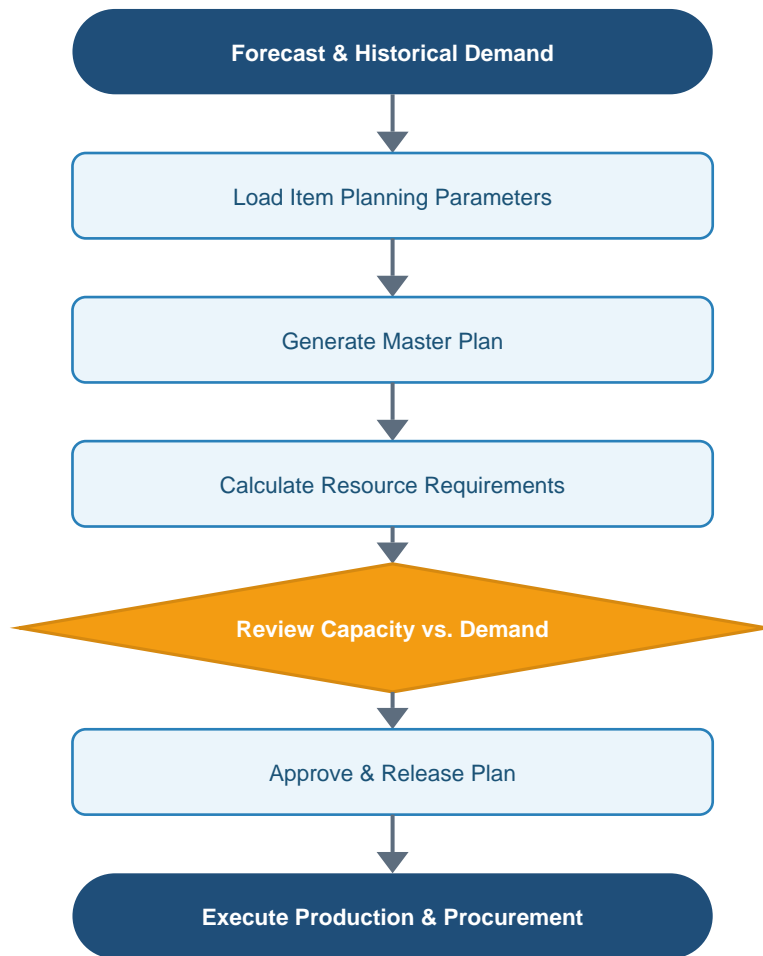 Forecast & Historical Demand
Load Item Planning Parameters
Generate Master Plan
Calculate Resource Requirements
Review Capacity vs. Demand
Approve & Release Plan
Execute Production & Procurement